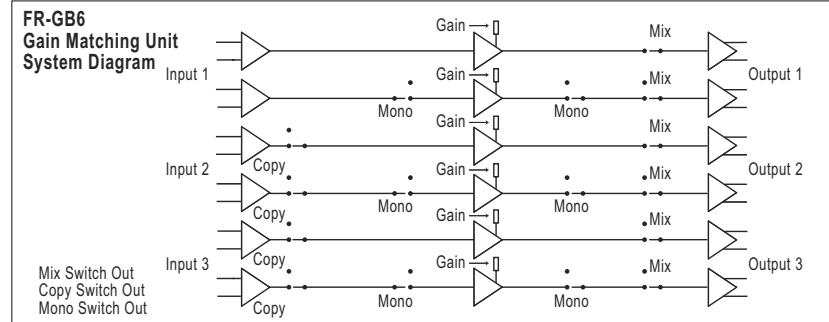 FR-GB6
Gain Matching Unit
System Diagram
Gain
Mix
Input 1
Gain
Mix
Output 1
Mono
Mono
Gain
Mix
Copy
Input 2
Gain
Mix
Output 2
Copy
Mono
Mono
Gain
Mix
Input 3
Gain
Mix
Output 3
Copy
Mono
Mono
Copy
Mix Switch Out
Copy Switch Out
Mono Switch Out